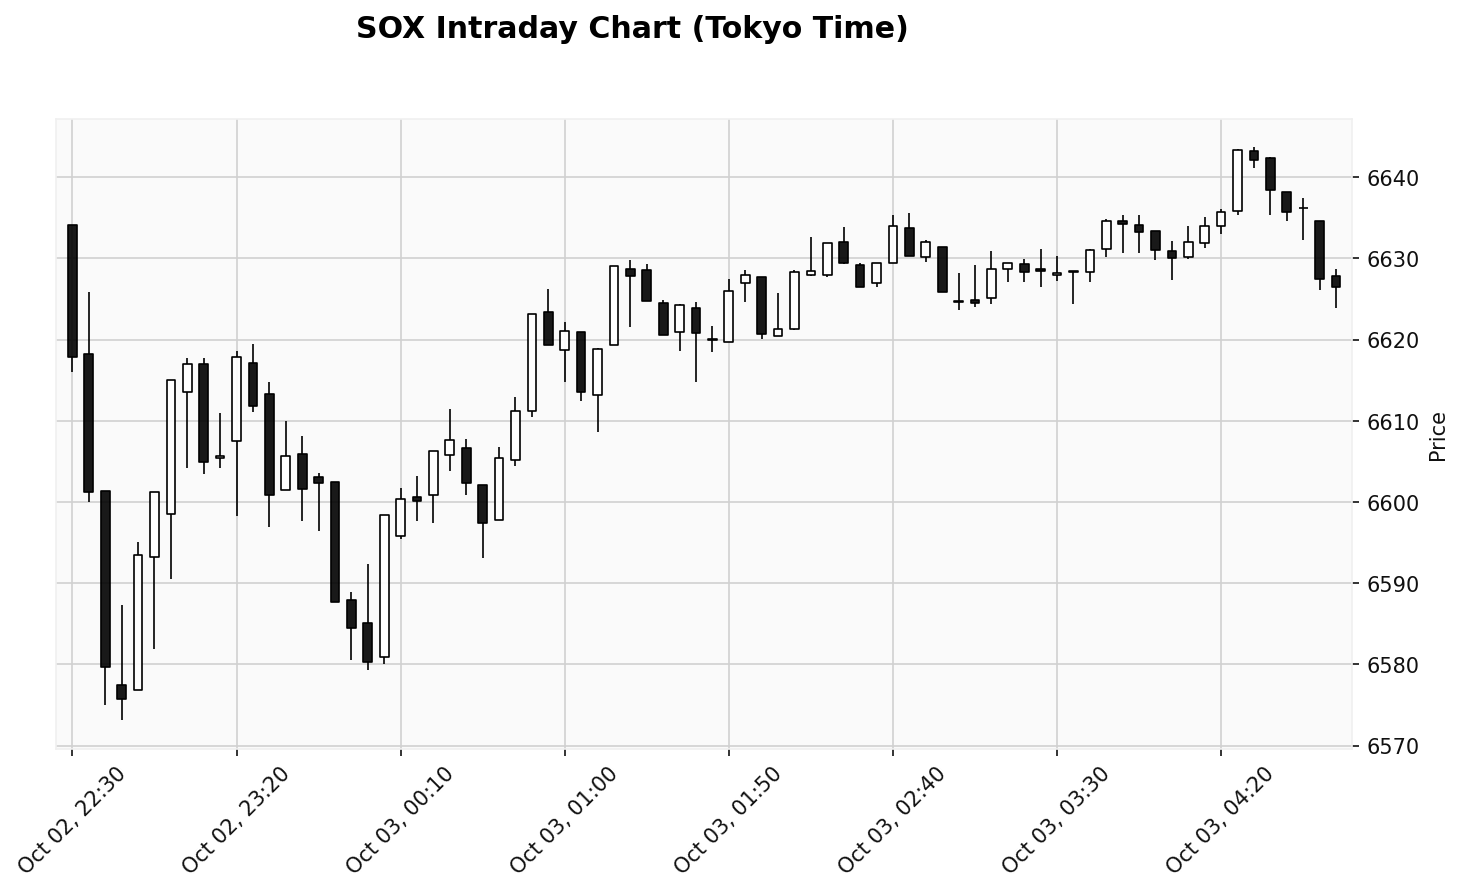 SOX Intraday Chart (Tokyo Time)
6640
6630
6620
6610
6600
6590
6580
6570
Price
Oct 02, 22:30
Oct 02, 23:20
Oct 03, 00:10
Oct 03, 01:00
Oct 03, 01:50
Oct 03, 02:40
Oct 03, 03:30
Oct 03, 04:20